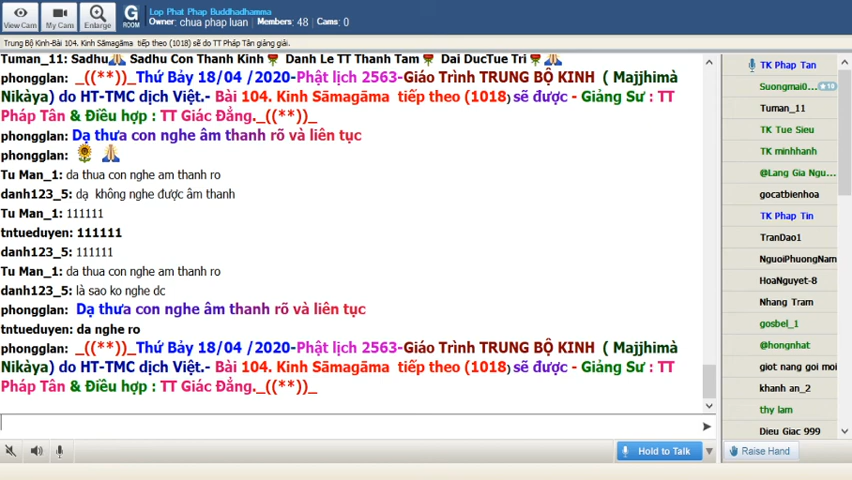 View Cam
My Cams
Enlarge
G
ROOM
Lop Phat Phap Buddhadhamma
Owner: chua phap luan Members: 48 Cams: 0
Trung Bộ Kinh-Bài 104. Kinh Sāmagāma tiếp theo (1018) sẽ do TT Pháp Tân giảng giải.
Tuman_11: Sadhu Sadhu Con Thanh Kinh Danh Le TT Thanh Tam Dai DucTue Tri
phongglan: _((**))_Thứ Bảy 18/04 /2020-Phật lịch 2563-Giáo Trình TRUNG BỘ KINH ( Majjhimà
Nikàya) do HT-TMC dịch Việt.- Bài 104. Kinh Sāmagāma tiếp theo (1018) sẽ được - Giảng Sư : TT
Pháp Tân & Điều hợp : TT Giác Đẳng._((**))_
phongglan: Dạ thưa con nghe âm thanh rõ và liên tục
phongglan:
Tu Man_1: da thua con nghe am thanh ro
danh123_5: dạ không nghe được âm thanh
Tu Man_1: 111111
tntueduyen: 111111
danh123_5: 111111
Tu Man_1: da thua con nghe am thanh ro
danh123_5: là sao ko nghe dc
phongglan: Dạ thưa con nghe âm thanh rõ và liên tục
tntueduyen: da nghe ro
phongglan: _((**))_Thứ Bảy 18/04 /2020-Phật lịch 2563-Giáo Trình TRUNG BỘ KINH ( Majjhimà
Nikàya) do HT-TMC dịch Việt.- Bài 104. Kinh Sāmagāma tiếp theo (1018) sẽ được - Giảng Sư : TT
Pháp Tân & Điều hợp : TT Giác Đẳng._((**))_
Hold to Talk
TK Phap Tan
Suongmai0... 10
Tuman_11
TK Tue Sieu
TK minhhanh
@Lang Gia Ngu...
gocatbienhoa
TK Phap Tin
TranDao1
NguoiPhuongNam
HoaNguyet-8
Nhang Tram
gosbel_1
@hongnhat
giot nang goi moi
khanh an_2
thy lam
Dieu Giac 999
Raise Hand